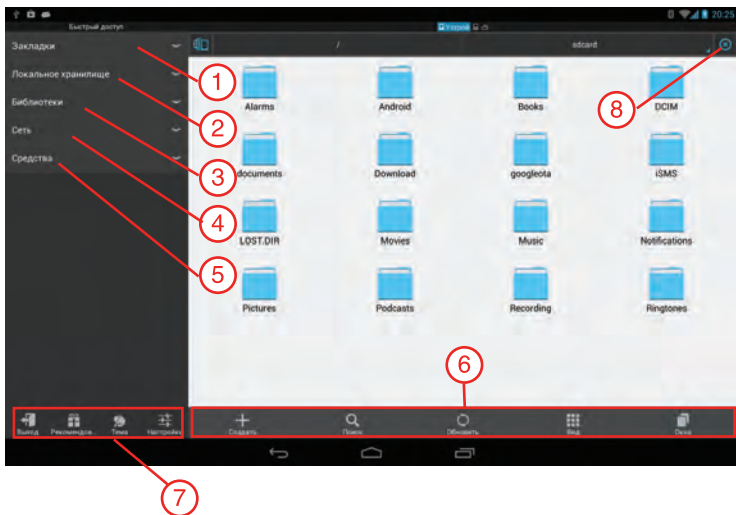 20:25
Быстрый доступ
Закладки
Локальное хранилище
Библиотеки
Сеть
Средства
/
sdcard
Alarms
Android
Books
DCIM
documents
Download
googleota
iSMS
LOST.DIR
Movies
Music
Notifications
Pictures
Podcasts
Recording
Ringtones
1
2
3
4
5
6
7
8
Выход
Рекомендов...
Тема
Настройки
Создать
Поиск
Обновить
Вид
Окна